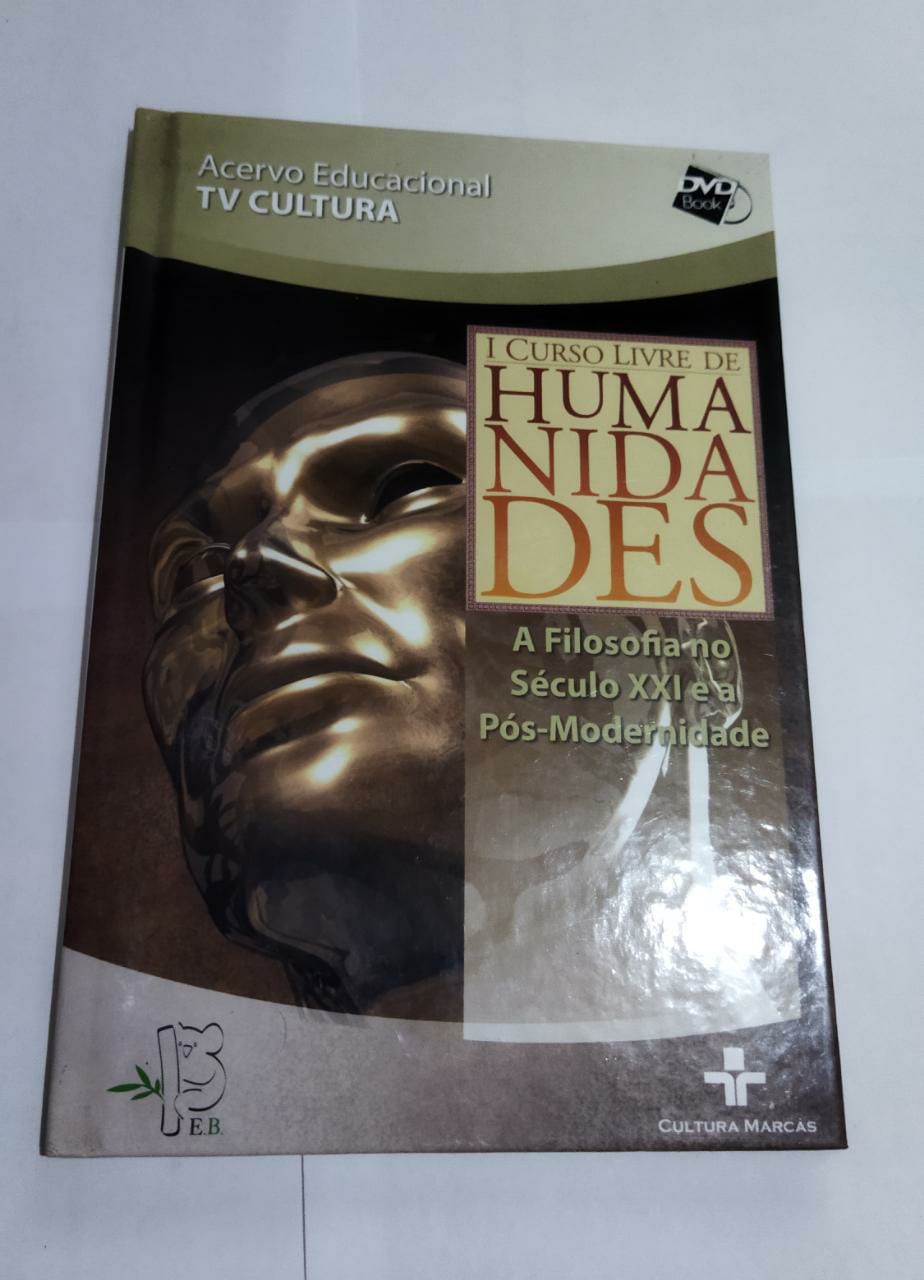 Acervo Educacional
TV CULTURA
DVD
Book
I CURSO LIVRE DE
HUMA
NIDA
DES
A Filosofia no
Século XXI e a
Pós-Modernidade
E.B.
CULTURA MARCAS